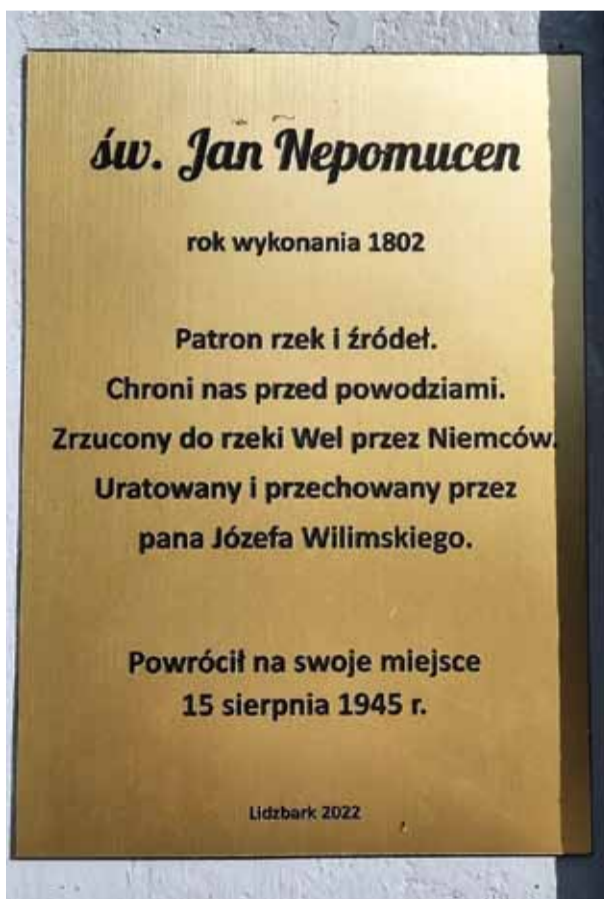 św. Jan Nepomucen
rok wykonania 1802
Patron rzek i źródeł.
Chroni nas przed powodziami.
Zrzucony do rzeki Wel przez Niemców.
Uratowany i przechowany przez
pana Józefa Wilimskiego.
Powrócił na swoje miejsce
15 sierpnia 1945 r.
Lidzbark 2022